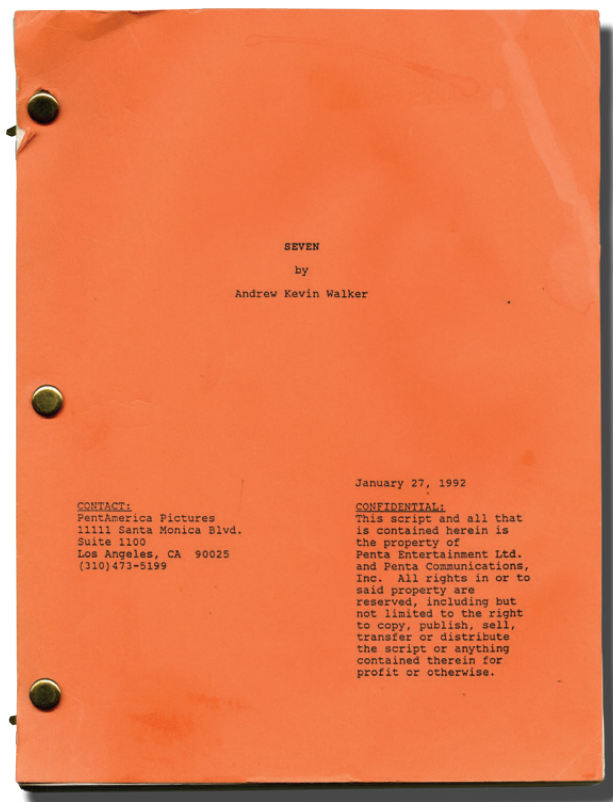 SEVEN
by
Andrew Kevin Walker
January 27, 1992
CONTACT:
PentAmerica Pictures
11111 Santa Monica Blvd.
Suite 1100
Los Angeles, CA 90025
(310)473-5199
CONFIDENTIAL:
This script and all that
is contained herein is
the property of
Penta Entertainment Ltd.
and Penta Communications,
Inc. All rights in or to
said property are
reserved, including but
not limited to the right
to copy, publish, sell,
transfer or distribute
the script or anything
contained therein for
profit or otherwise.